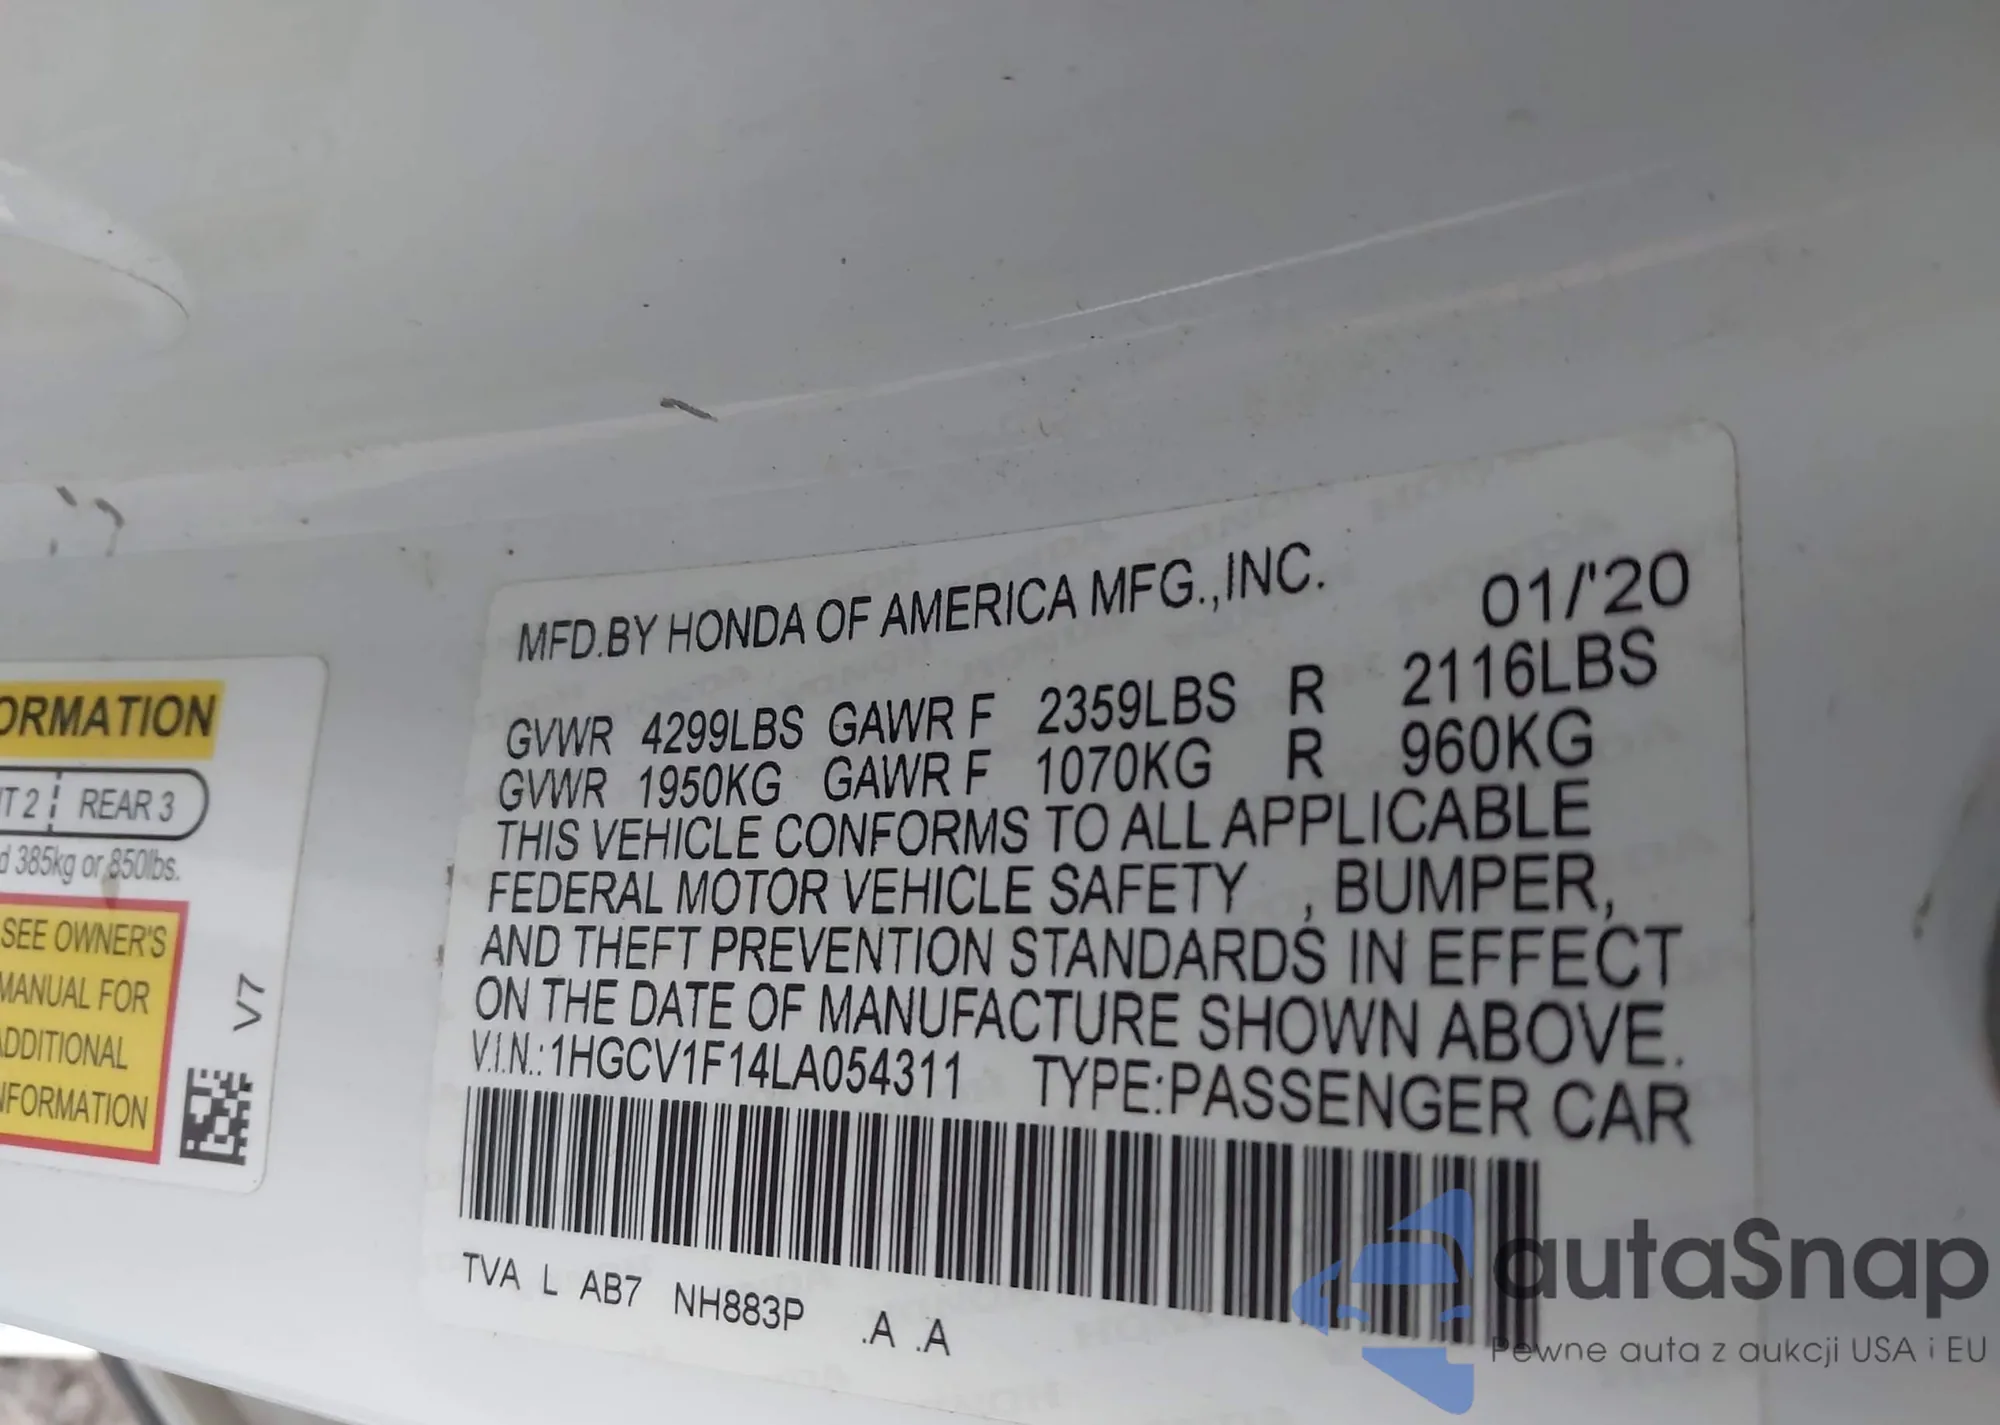 MFD.BY HONDA OF AMERICA MFG.,INC. 01/'20
GVWR 4299LBS GAWR F 2359LBS R 2116LBS
GVWR 1950KG GAWR F 1070KG R 960KG
THIS VEHICLE CONFORMS TO ALL APPLICABLE
FEDERAL MOTOR VEHICLE SAFETY , BUMPER,
AND THEFT PREVENTION STANDARDS IN EFFECT
ON THE DATE OF MANUFACTURE SHOWN ABOVE.
V.I.N.:1HGCV1F14LA054311 TYPE:PASSENGER CAR
TVA L AB7 NH883P .A .A
ORMATION
T 2 REAR 3
d 385kg or 850lbs.
SEE OWNER'S
MANUAL FOR
ADDITIONAL
INFORMATION
V7
autaSnap
Pewne auta z aukcji USA i EU